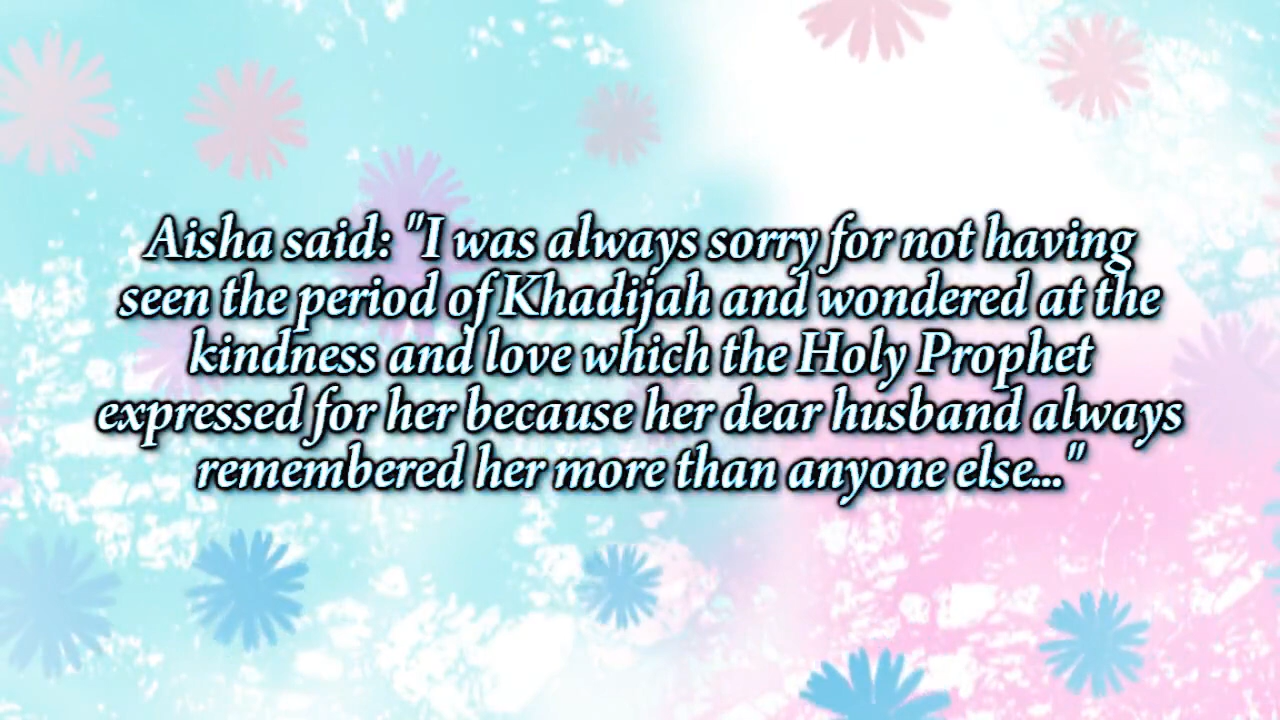 Aisha said: "I was always sorry for not having
seen the period of Khadijah and wondered at the
kindness and love which the Holy Prophet
expressed for her because her dear husband always
remembered her more than anyone else..."